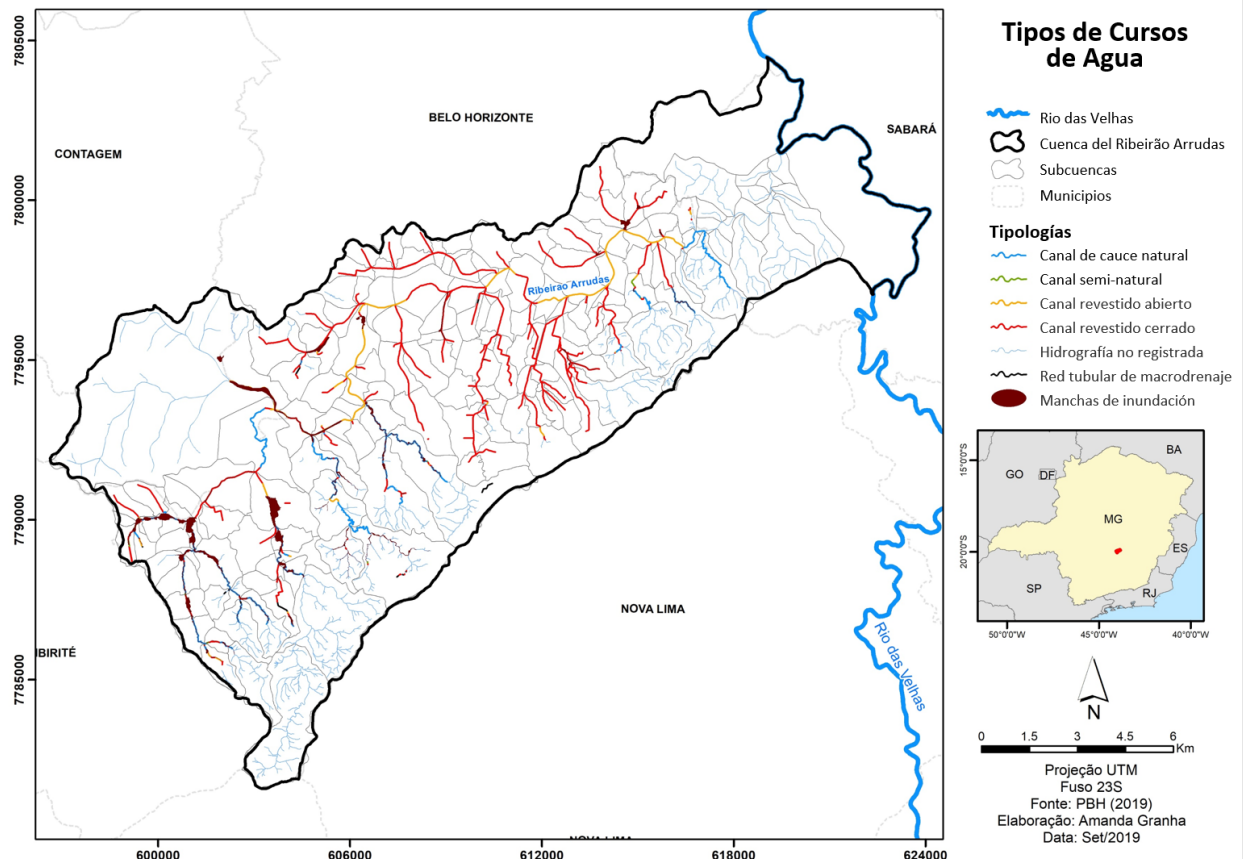 Tipos de Cursos
de Agua
Rio das Velhas
Cuenca del Ribeirão Arrudas
Subcuencas
Municipios
Tipologías
Canal de cauce natural
Canal semi-natural
Canal revestido abierto
Canal revestido cerrado
Hidrografía no registrada
Red tubular de macrodrenaje
Manchas de inundación
BELO HORIZONTE
SABARÁ
CONTAGEM
Ribeirão Arrudas
NOVA LIMA
IBIRITÉ
Rio das Velhas
7805000
7800000
7795000
7790000
7785000
600000
606000
612000
618000
624000
BA
GO
DF
MG
ES
SP
RJ
15°0'0"S
20°0'0"S
50°0'0"W
45°0'0"W
40°0'0"W
N
0 1.5 3 4.5 6
Km
Projeção UTM
Fuso 23S
Fonte: PBH (2019)
Elaboração: Amanda Granha
Data: Set/2019